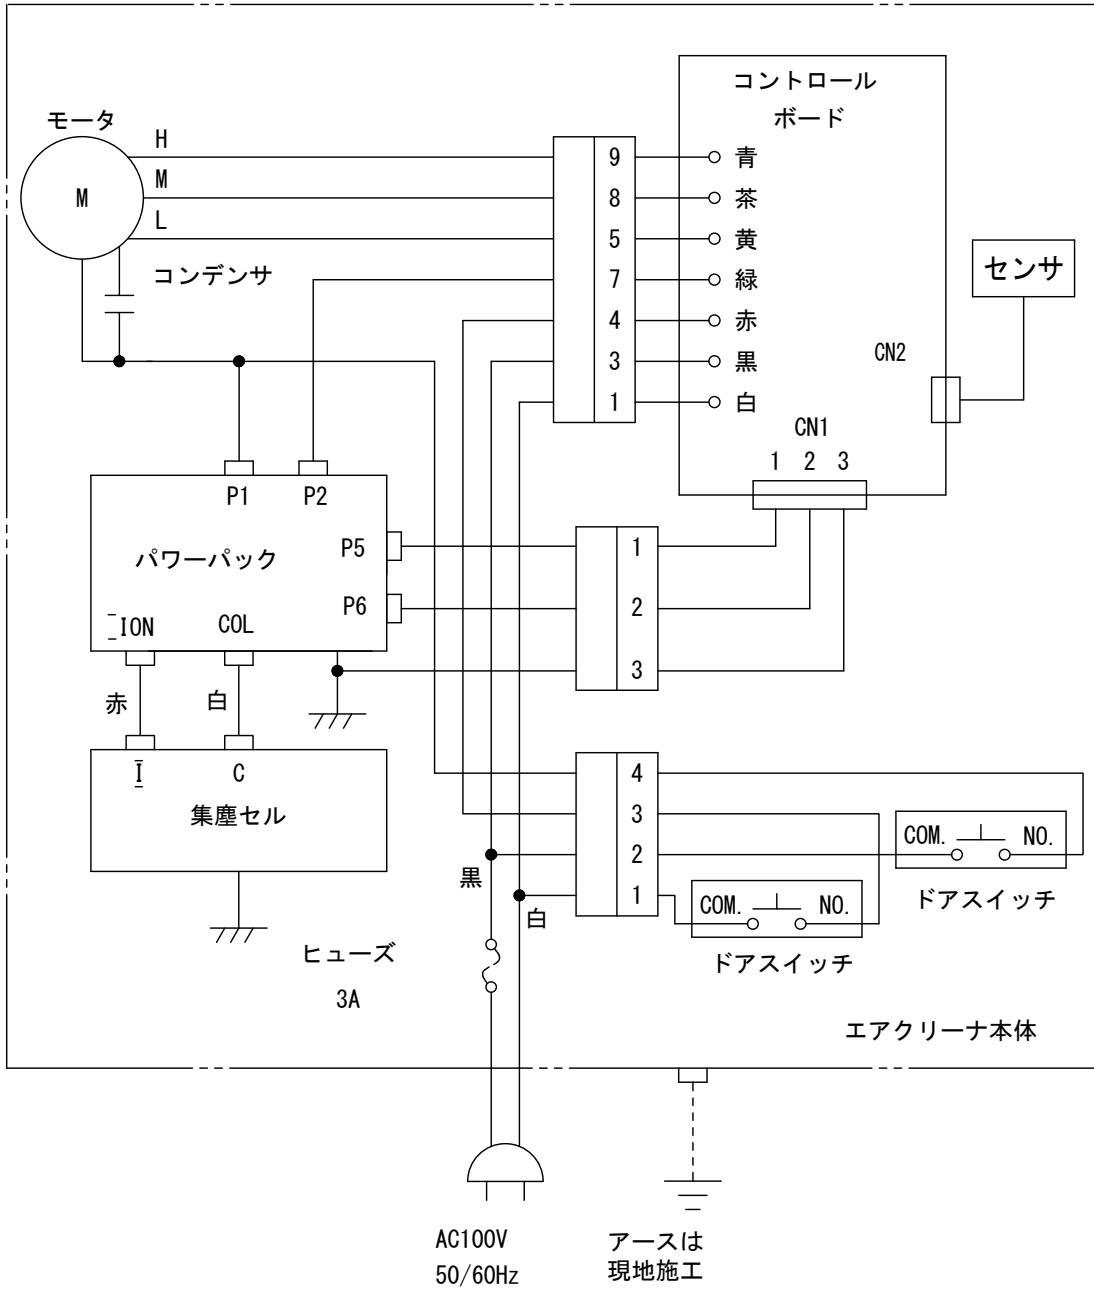 コントロール
ボード
モータ
M
H
M
L
コンデンサ
9 青
8 茶
5 黄
7 緑
4 赤
3 黒
1 白
センサ
CN2
CN1
1 2 3
P1 P2
P5
パワーパック
P6
ION COL
1
2
3
赤 白
I C
集塵セル
4
3
2
1
COM. NO.
ドアスイッチ
COM. NO.
ドアスイッチ
黒
白
ヒューズ
3A
エアクリーナ本体
AC100V
50/60Hz
アースは
現地施工